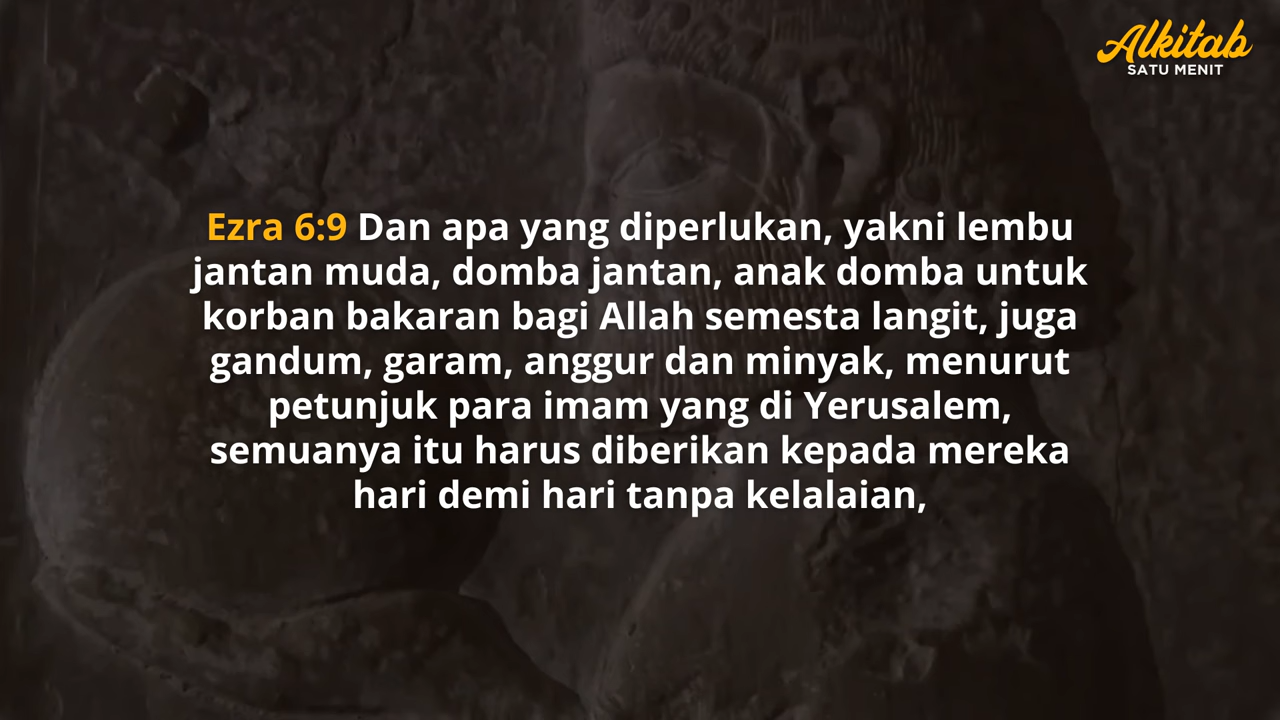 Alkitab
SATU MENIT
Ezra 6:9 Dan apa yang diperlukan, yakni lembu
jantan muda, domba jantan, anak domba untuk
korban bakaran bagi Allah semesta langit, juga
gandum, garam, anggur dan minyak, menurut
petunjuk para imam yang di Yerusalem,
semuanya itu harus diberikan kepada mereka
hari demi hari tanpa kelalaian,